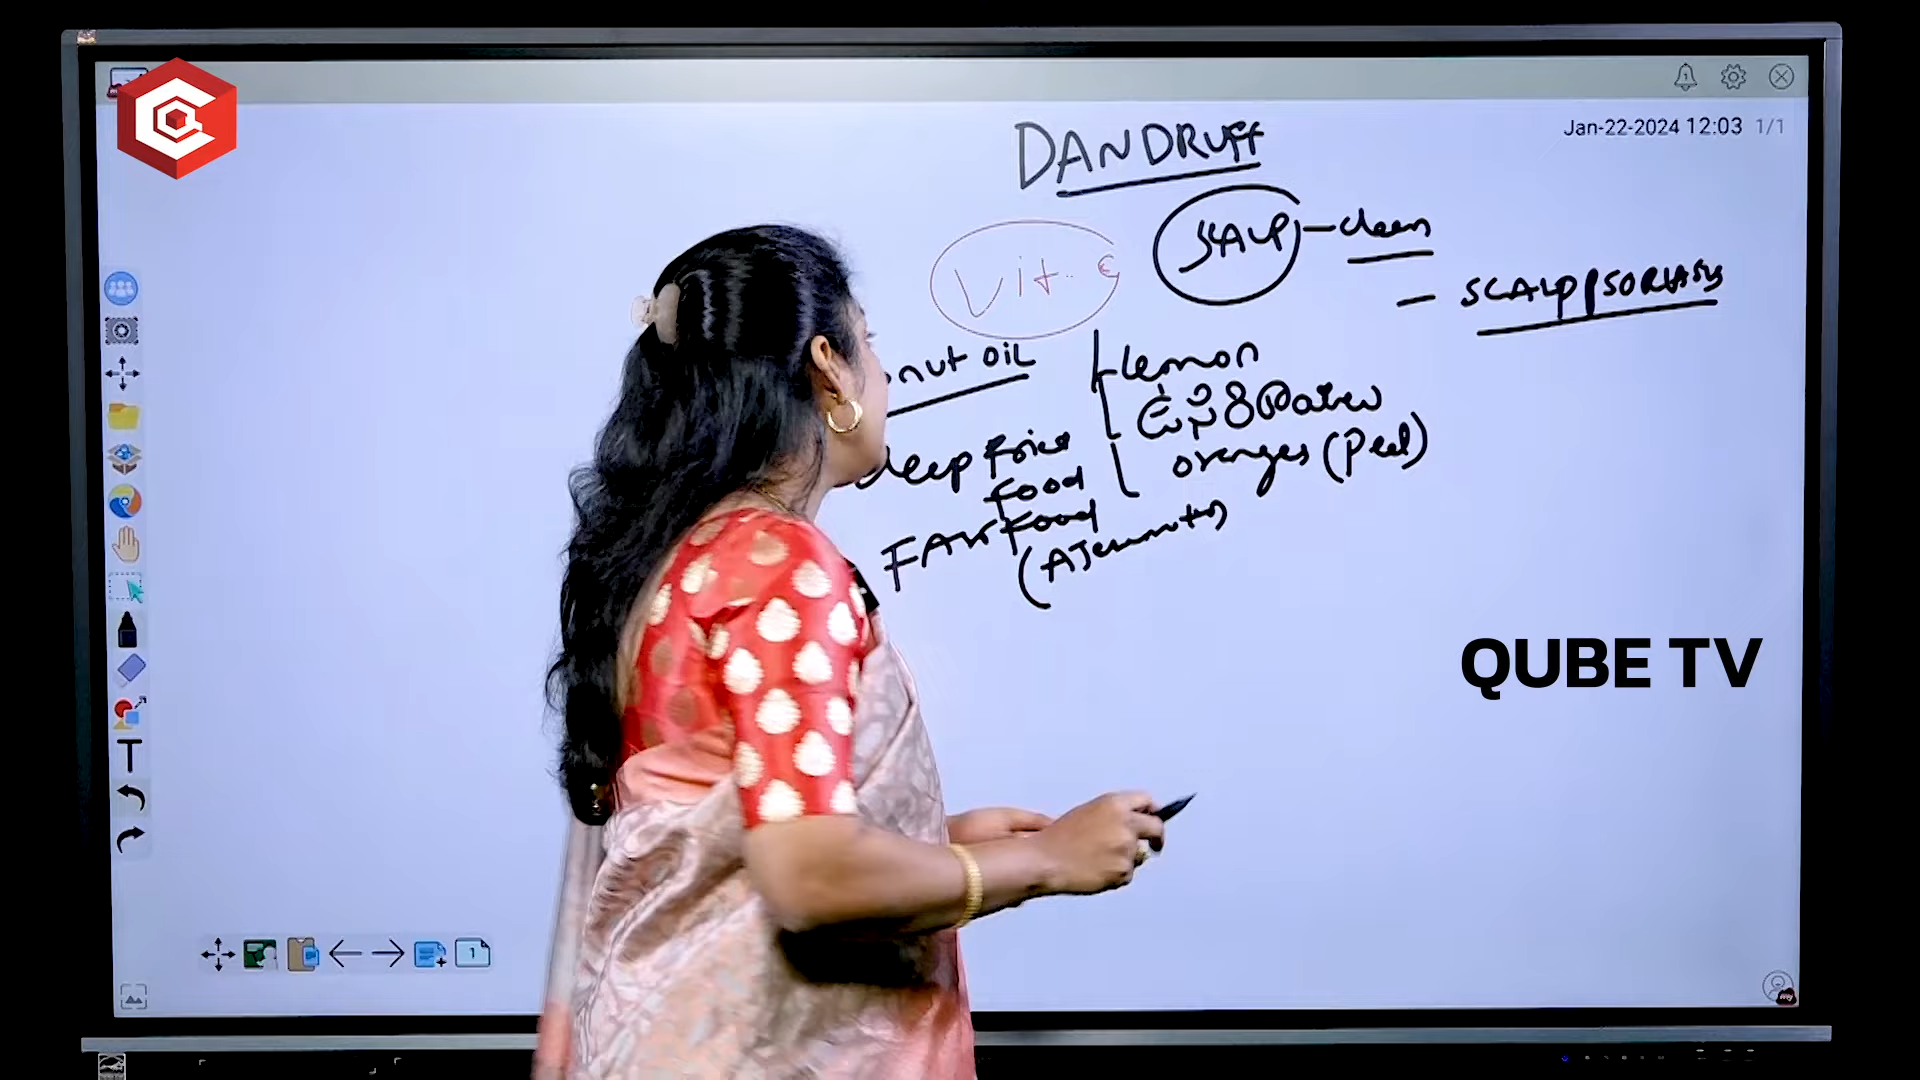 Jan-22-2024 12:03 1/1
DANDRUFF
SCALP - clean
- SCALP PSORIASIS
Vit. C
nut OIL
Lemon
oranges (peel)
Deep fried
food
food
QUBE TV
1